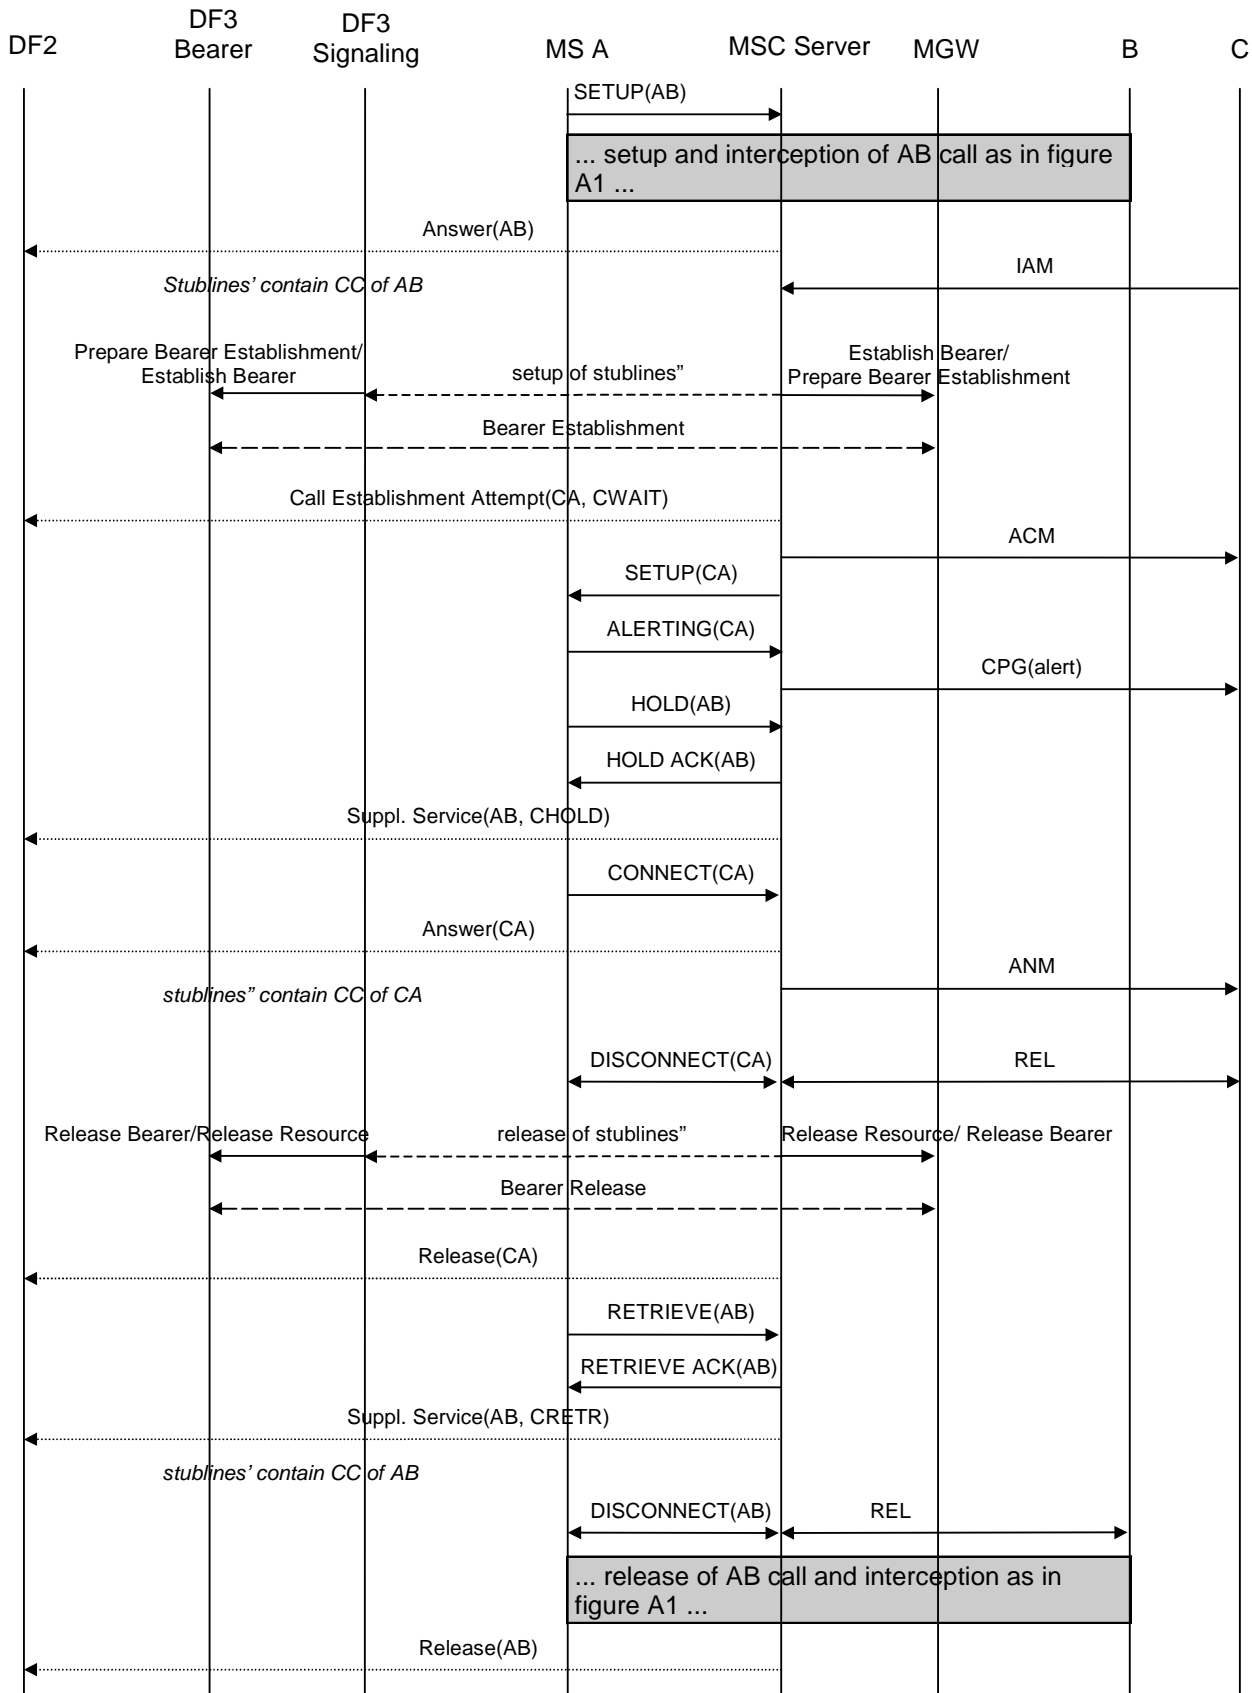 DF2
DF3
Bearer
DF3
Signaling
MS A
MSC Server
MGW
B
C
SETUP(AB)
... setup and interception of AB call as in figure
A1 ...
Answer(AB)
IAM
Stublines’ contain CC of AB
Prepare Bearer Establishment/
Establish Bearer
setup of stublines”
Establish Bearer/
Prepare Bearer Establishment
Bearer Establishment
Call Establishment Attempt(CA, CWAIT)
ACM
SETUP(CA)
ALERTING(CA)
CPG(alert)
HOLD(AB)
HOLD ACK(AB)
Suppl. Service(AB, CHOLD)
CONNECT(CA)
Answer(CA)
ANM
stublines” contain CC of CA
DISCONNECT(CA)
REL
Release Bearer/Release Resource
release of stublines”
Release Resource/ Release Bearer
Bearer Release
Release(CA)
RETRIEVE(AB)
RETRIEVE ACK(AB)
Suppl. Service(AB, CRETR)
stublines’ contain CC of AB
DISCONNECT(AB)
REL
... release of AB call and interception as in
figure A1 ...
Release(AB)